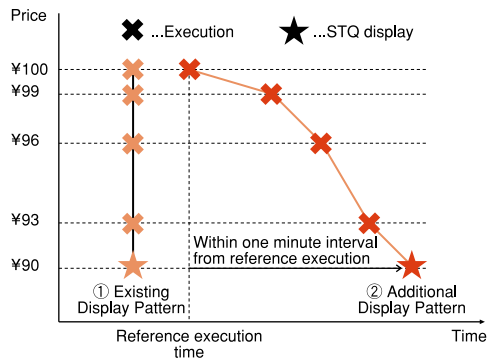 Price
...Execution
...STQ display
¥100
¥99
¥96
¥93
¥90
Within one minute interval
from reference execution
① Existing
Display Pattern
② Additional
Display Pattern
Reference execution
time
Time